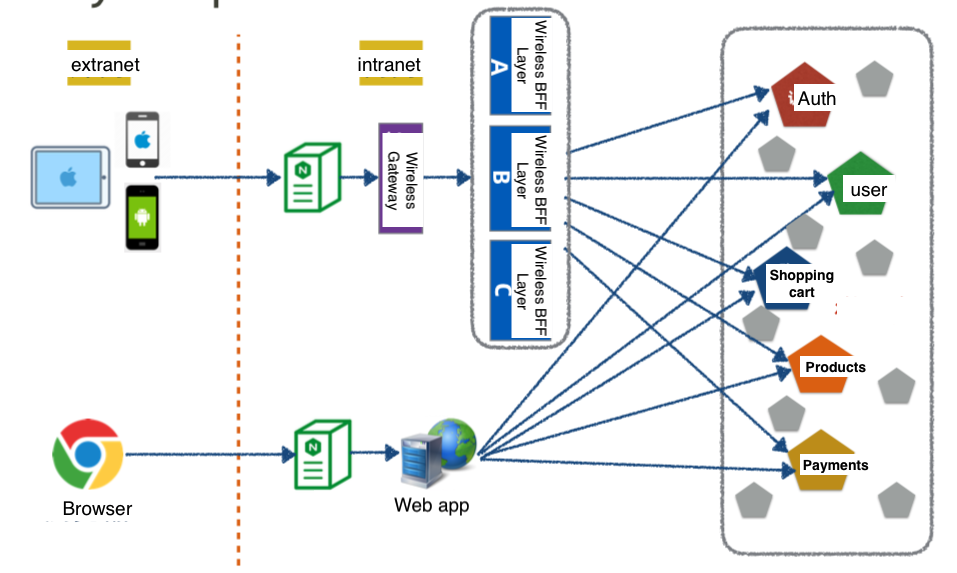 extranet
intranet
Wireless BFF
Layer
A
Wireless BFF
Layer
B
Wireless BFF
Layer
C
Wireless
Gateway
N
N
Auth
user
Shopping
cart
Products
Payments
Browser
Web app